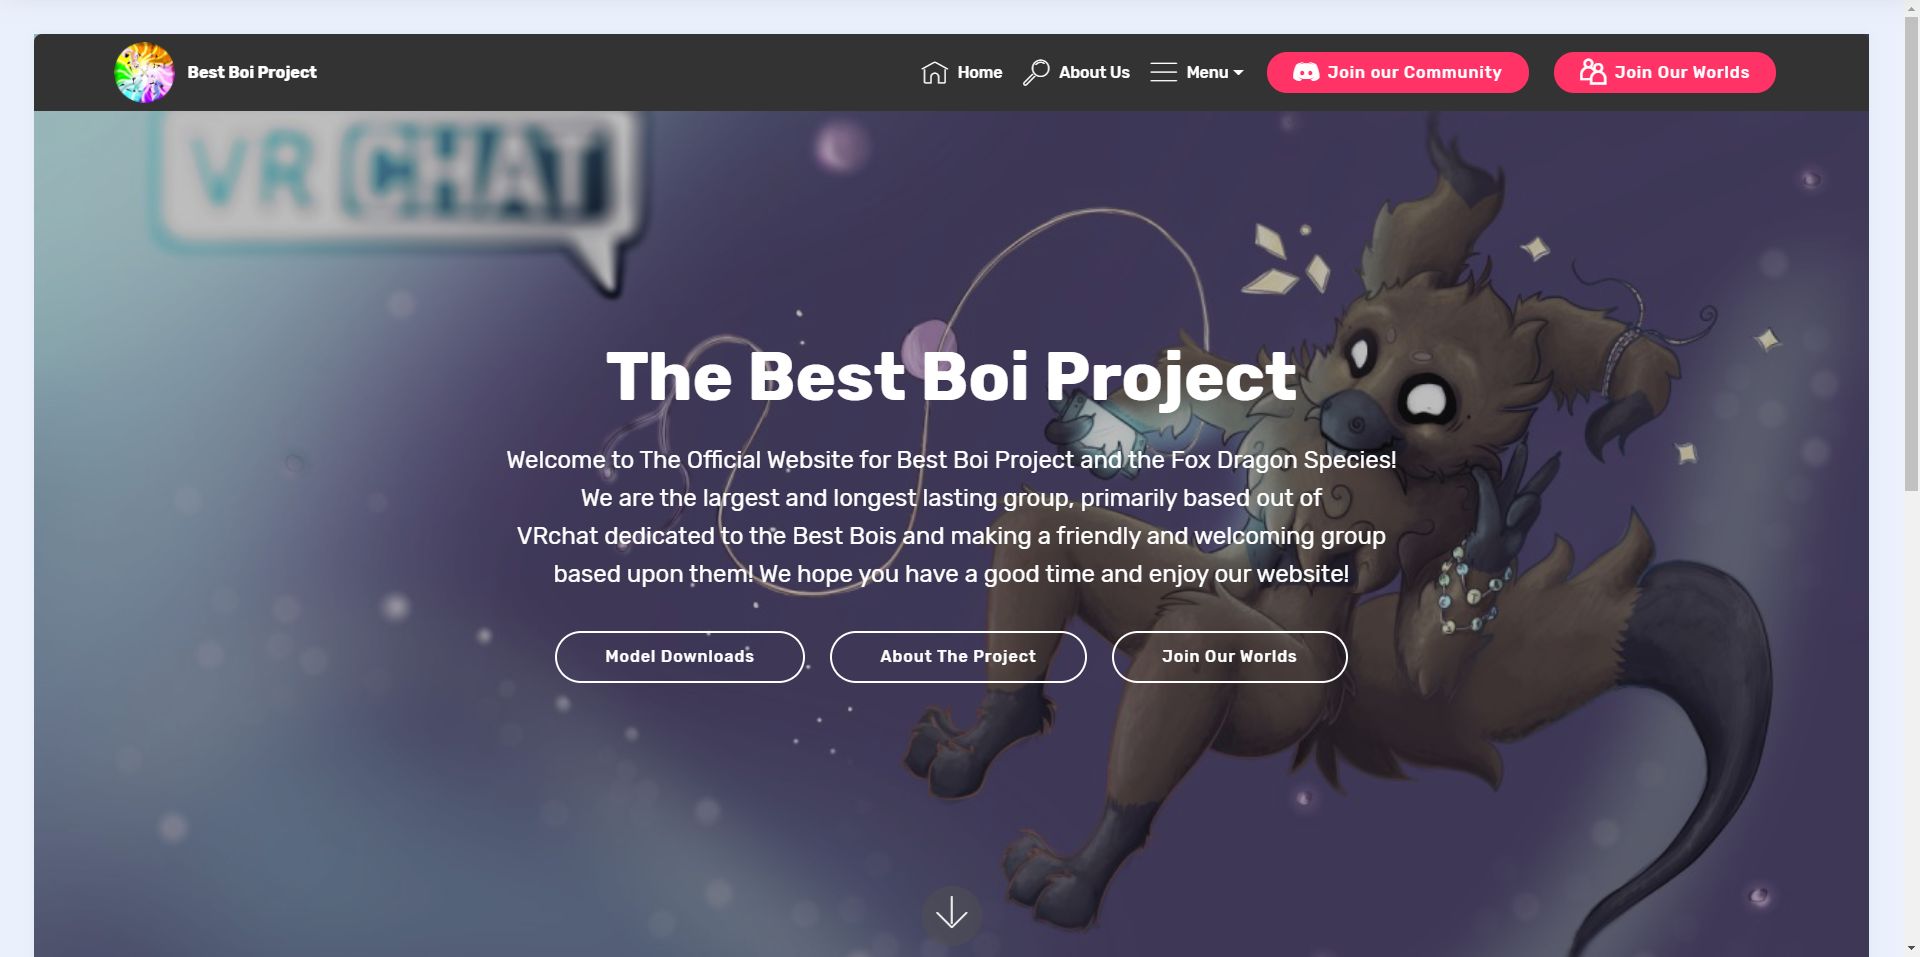 Best Boi Project
Home
About Us
Menu
Join our Community
Join Our Worlds
VR CHAT
The Best Boi Project
Welcome to The Official Website for Best Boi Project and the Fox Dragon Species!
We are the largest and longest lasting group, primarily based out of
VRchat dedicated to the Best Bois and making a friendly and welcoming group
based upon them! We hope you have a good time and enjoy our website!
Model Downloads
About The Project
Join Our Worlds